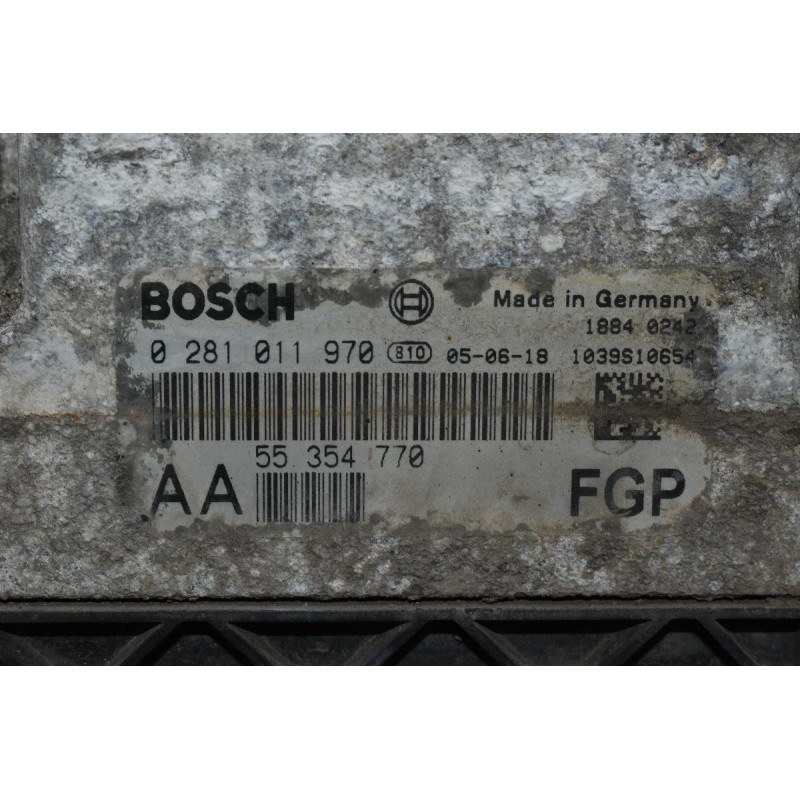 BOSCH Made in Germany
1884 0242
0 281 011 970 810 05-06-18 1039S10654
55 354 770
AA FGP